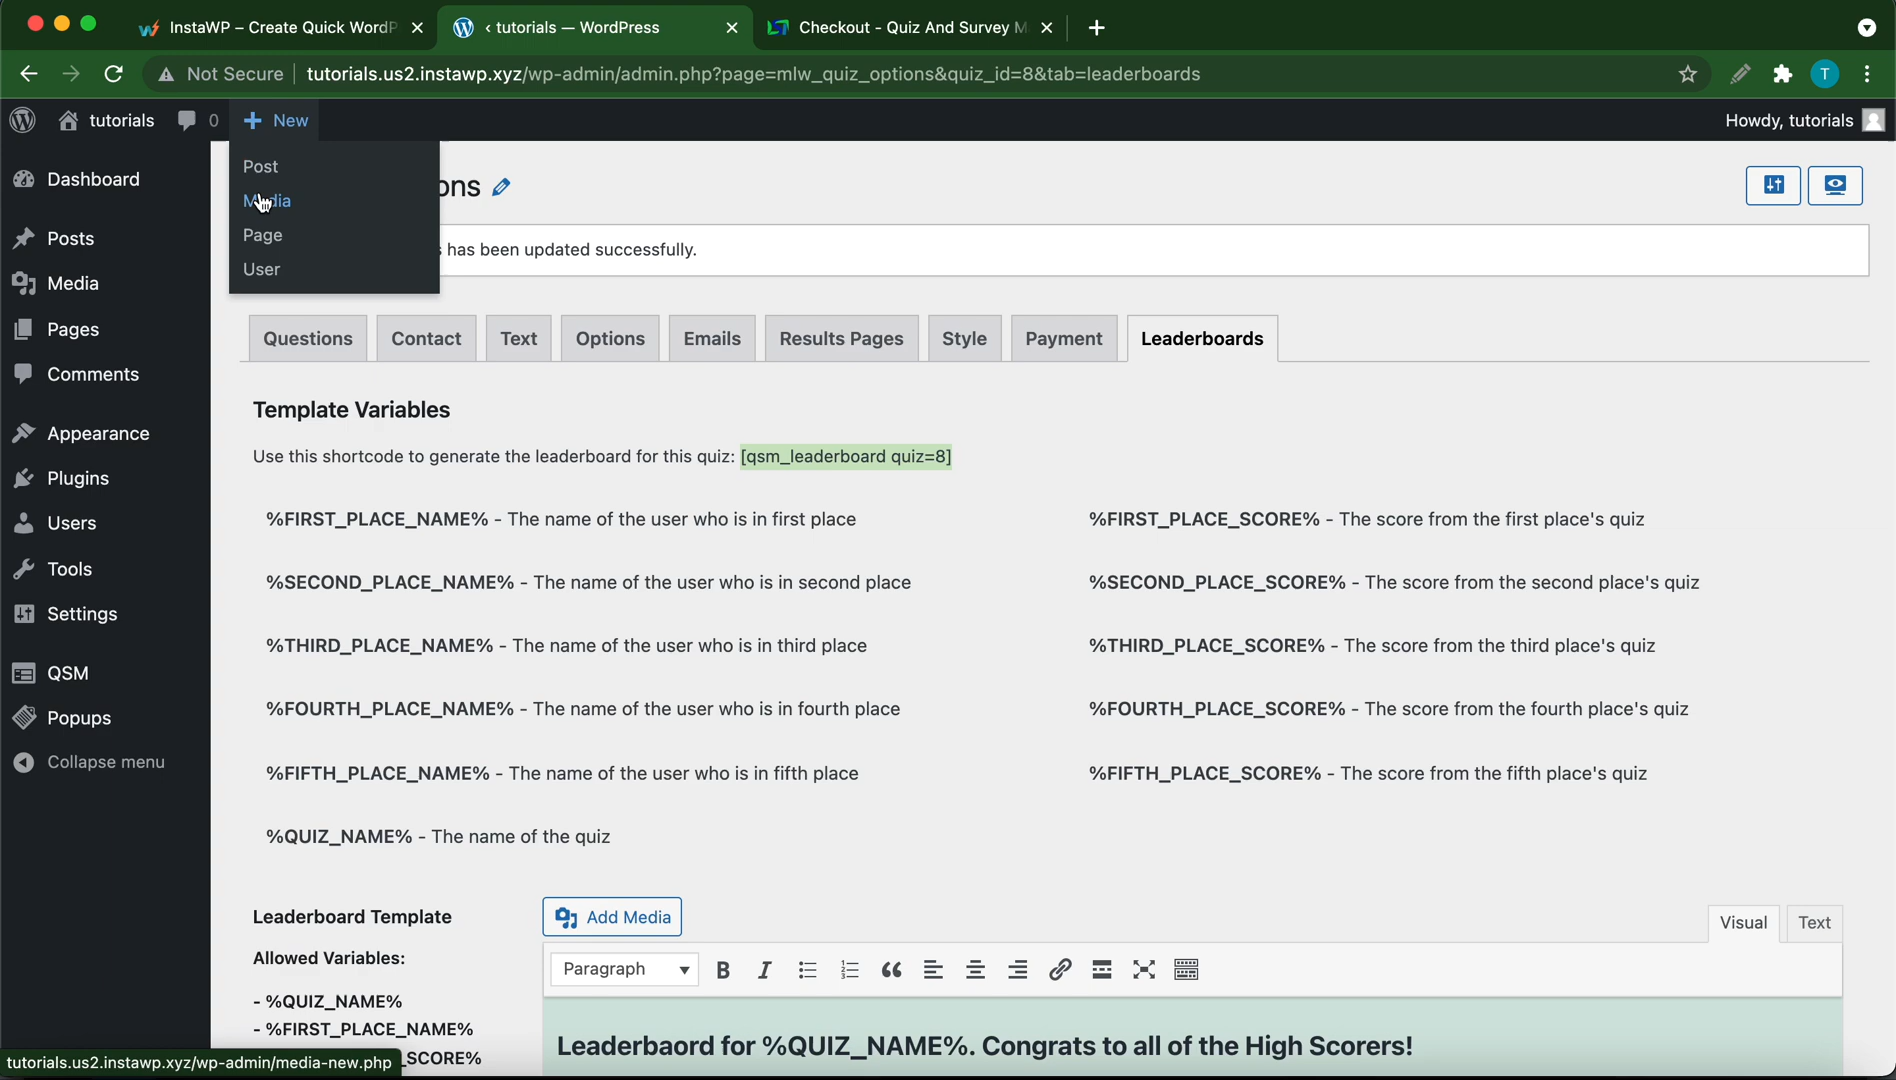 InstaWP – Create Quick WordP
‹ tutorials — WordPress
Checkout - Quiz And Survey M
Not Secure
tutorials.us2.instawp.xyz/wp-admin/admin.php?page=mlw_quiz_options&quiz_id=8&tab=leaderboards
T
tutorials
0
New
Howdy, tutorials
Post
Media
Page
User
Dashboard
Posts
Media
Pages
Comments
Appearance
Plugins
Users
Tools
Settings
QSM
Popups
Collapse menu
ons
has been updated successfully.
Questions
Contact
Text
Options
Emails
Results Pages
Style
Payment
Leaderboards
Template Variables
Use this shortcode to generate the leaderboard for this quiz: [qsm_leaderboard quiz=8]
%FIRST_PLACE_NAME% - The name of the user who is in first place
%FIRST_PLACE_SCORE% - The score from the first place's quiz
%SECOND_PLACE_NAME% - The name of the user who is in second place
%SECOND_PLACE_SCORE% - The score from the second place's quiz
%THIRD_PLACE_NAME% - The name of the user who is in third place
%THIRD_PLACE_SCORE% - The score from the third place's quiz
%FOURTH_PLACE_NAME% - The name of the user who is in fourth place
%FOURTH_PLACE_SCORE% - The score from the fourth place's quiz
%FIFTH_PLACE_NAME% - The name of the user who is in fifth place
%FIFTH_PLACE_SCORE% - The score from the fifth place's quiz
%QUIZ_NAME% - The name of the quiz
Leaderboard Template
Add Media
Visual
Text
Allowed Variables:
Paragraph
- %QUIZ_NAME%
- %FIRST_PLACE_NAME%
_SCORE%
Leaderbaord for %QUIZ_NAME%. Congrats to all of the High Scorers!
tutorials.us2.instawp.xyz/wp-admin/media-new.php